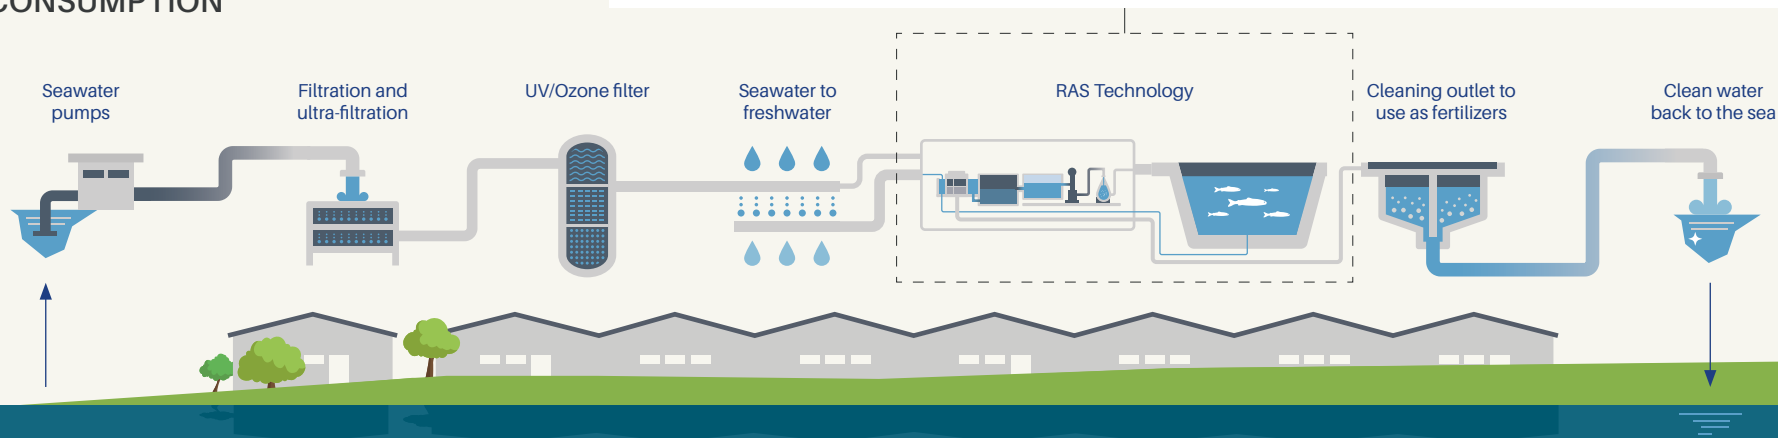 CONSUMPTION
Seawater
pumps
Filtration and
ultra-filtration
UV/Ozone filter
Seawater to
freshwater
RAS Technology
Cleaning outlet to
use as fertilizers
Clean water
back to the sea